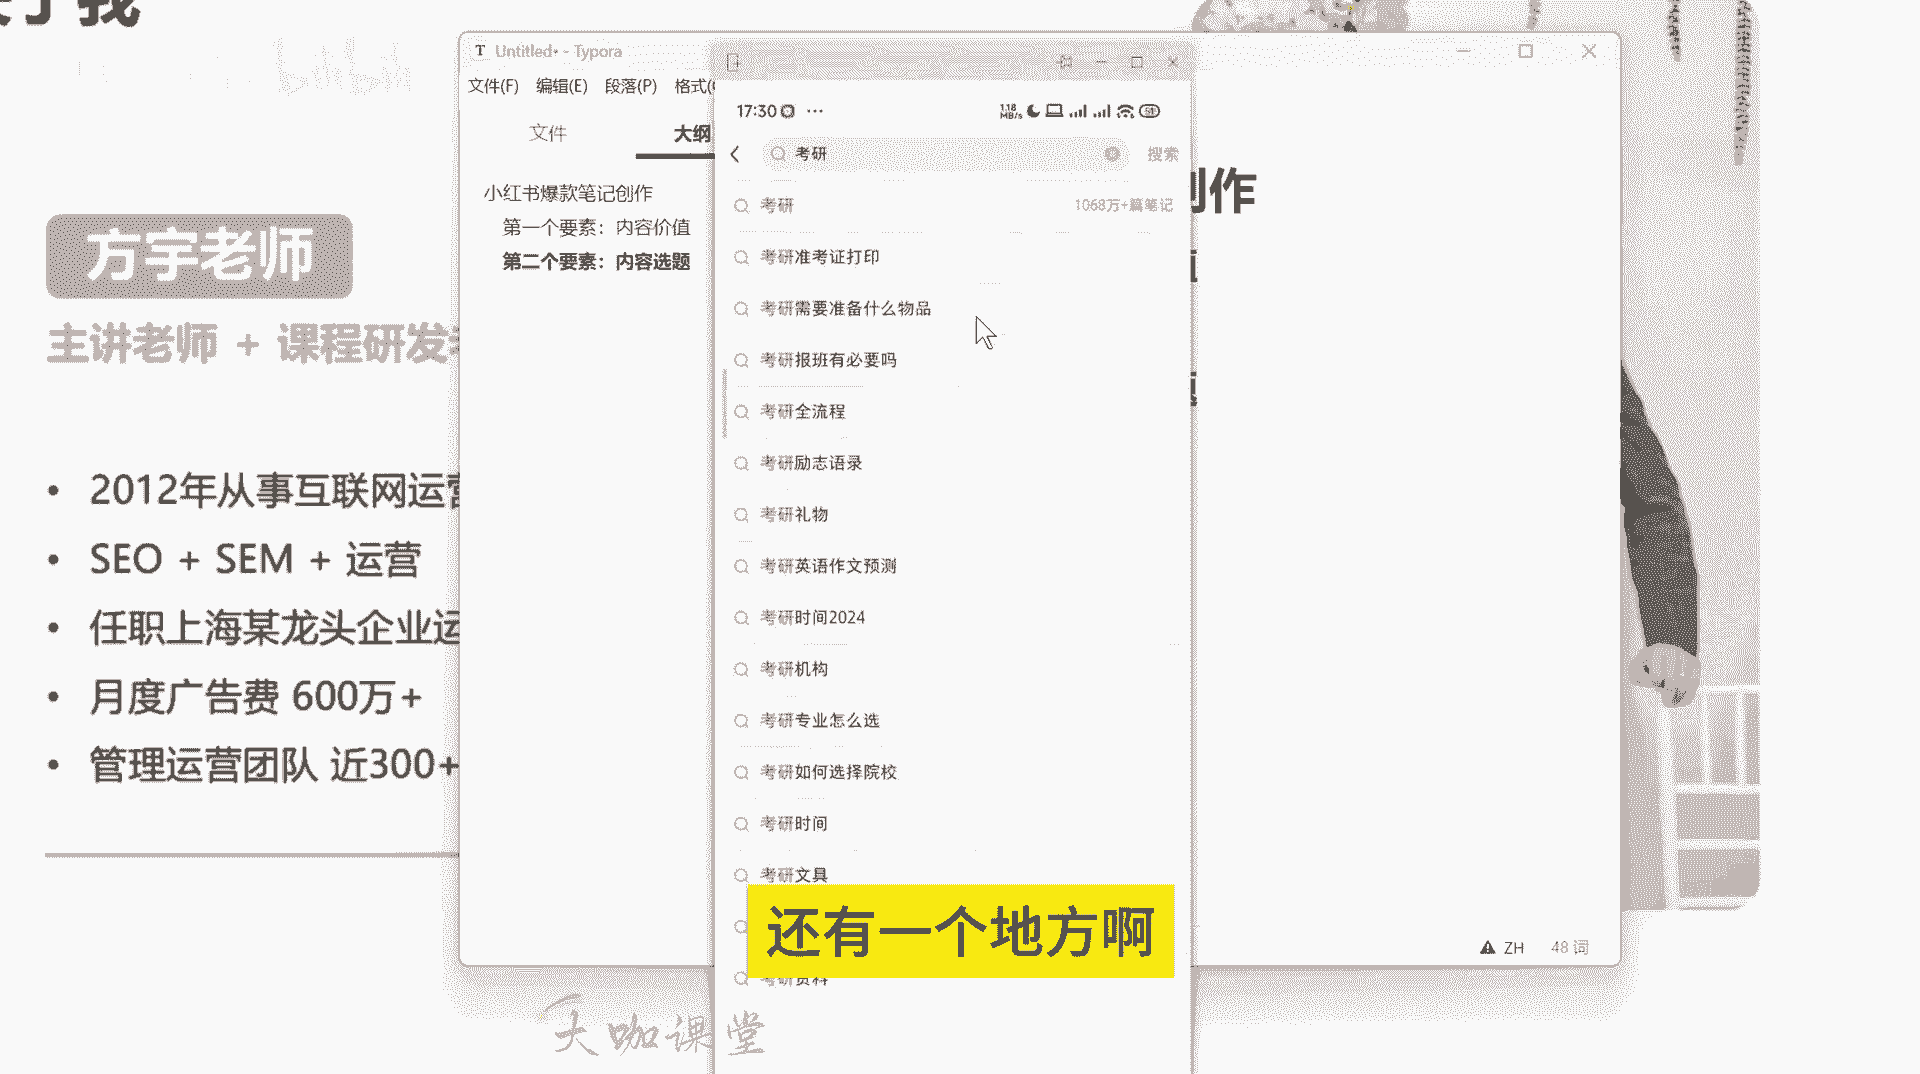 了我
bilibili
方宇老师
主讲老师 + 课程研发
• 2012年从事互联网运营
• SEO + SEM + 运营
• 任职上海某龙头企业运
• 月度广告费 600万+
• 管理运营团队 近300+
T Untitled• - Typora
文件(F) 编辑(E) 段落(P) 格式(
文件 大纲
小红书爆款笔记创作
第一个要素：内容价值
第二个要素：内容选题
创作
17:30 ···
1.18 MB/s
考研 搜索
考研 1068万+篇笔记
考研准考证打印
考研需要准备什么物品
考研报班有必要吗
考研全流程
考研励志语录
考研礼物
考研英语作文预测
考研时间2024
考研机构
考研专业怎么选
考研如何选择院校
考研时间
考研文具
还有一个地方啊
考研资料
ZH 48 词
大咖课堂